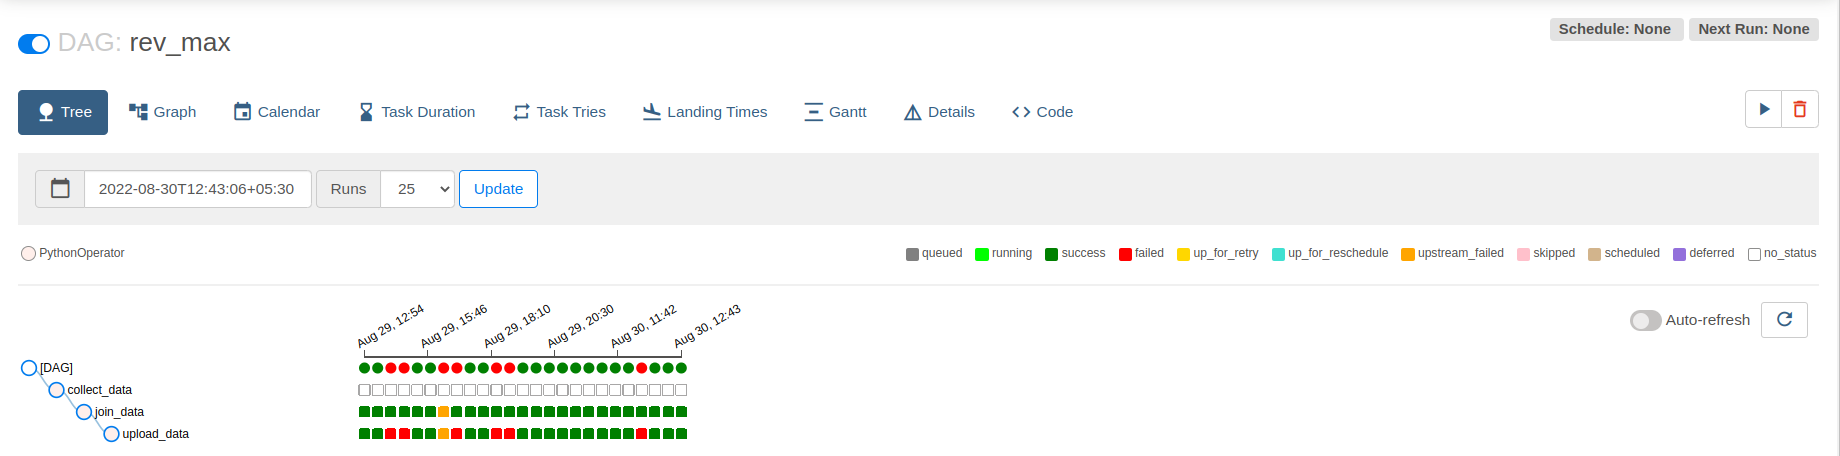 DAG: rev_max
Schedule: None Next Run: None
Tree Graph Calendar Task Duration Task Tries Landing Times Gantt Details Code
2022-08-30T12:43:06+05:30 Runs 25 Update
PythonOperator queued running success failed up_for_retry up_for_reschedule upstream_failed skipped scheduled deferred no_status
Auto-refresh
Aug 29, 12:54 Aug 29, 15:46 Aug 29, 18:10 Aug 29, 20:30 Aug 30, 11:42 Aug 30, 12:43
[DAG]
collect_data
join_data
upload_data